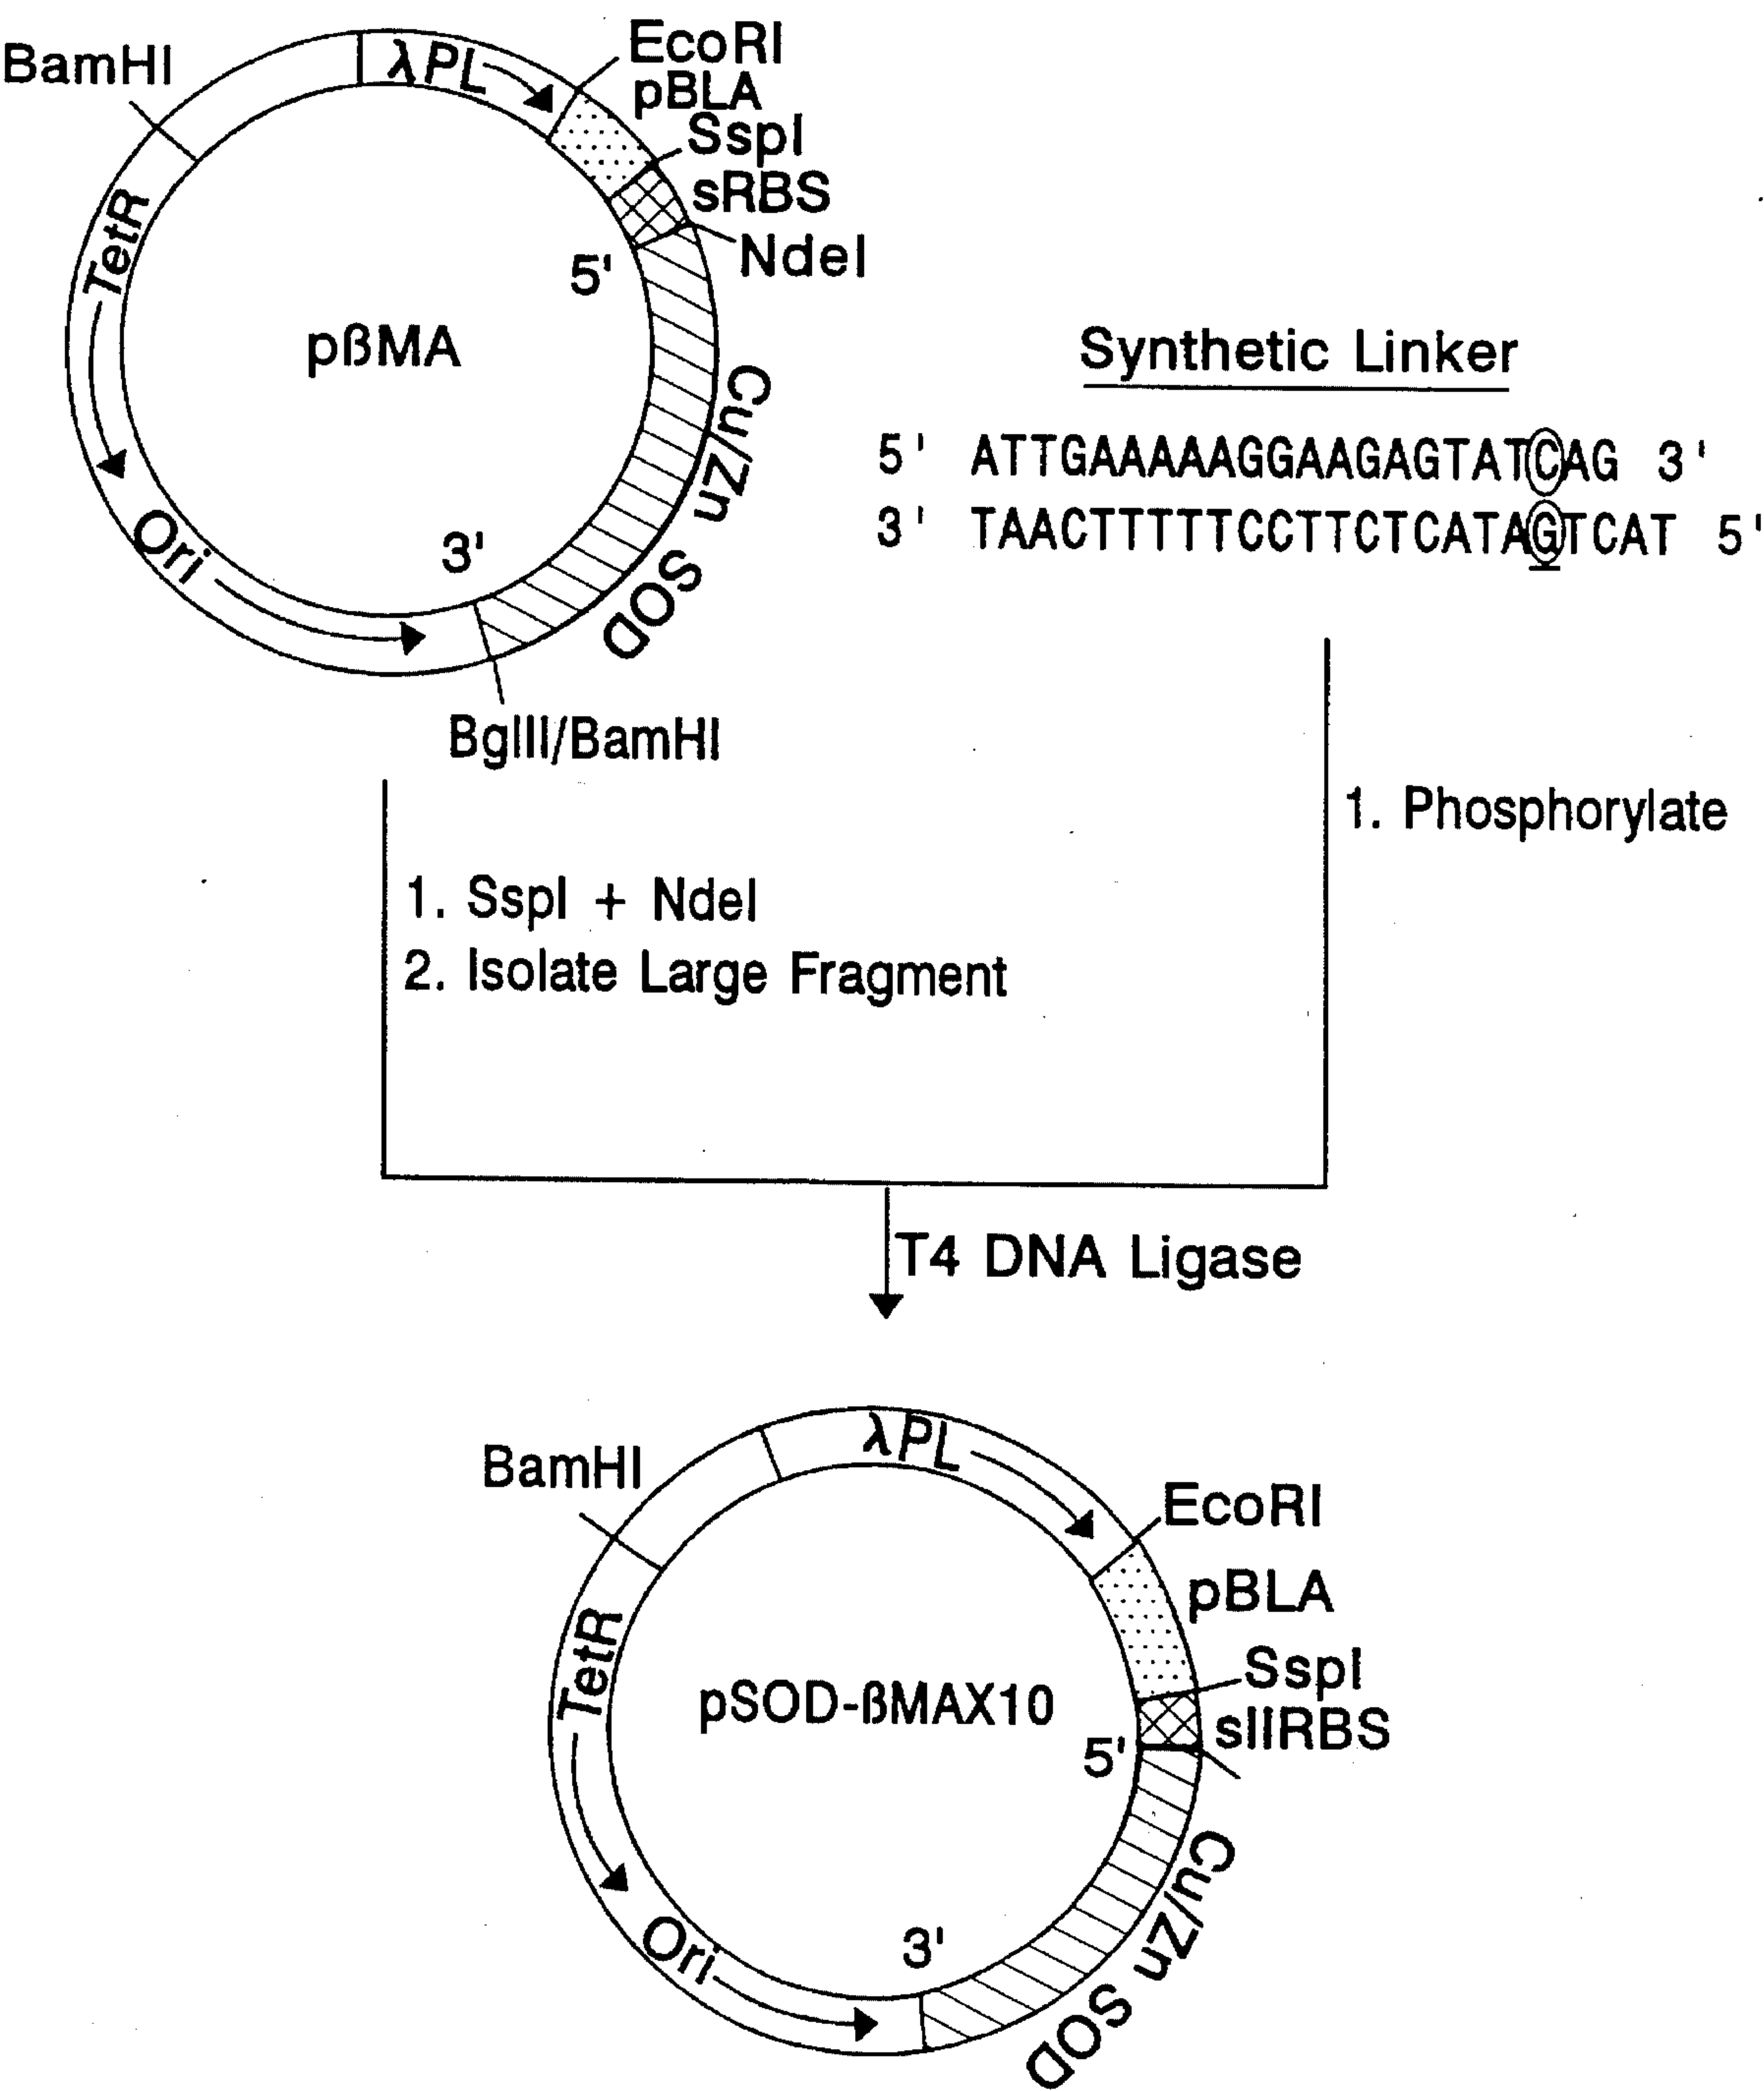 BamHI
λPL
EcoRI
pBLA
SspI
sRBS
NdeI
TetR
5'
pßMA
Cu/Zn SOD
Ori
3'
BglII/BamHI
Synthetic Linker
5' ATTGAAAAAGGAAGAGTATCAG 3'
3' TAACTTTTTCCTTCTCATAGTCAT 5'
1. Phosphorylate
1. SspI + NdeI
2. Isolate Large Fragment
T4 DNA Ligase
BamHI
λPL
EcoRI
pBLA
SspI
sIIRBS
TetR
5'
pSOD-ßMAX10
Cu/Zn SOD
Ori
3'